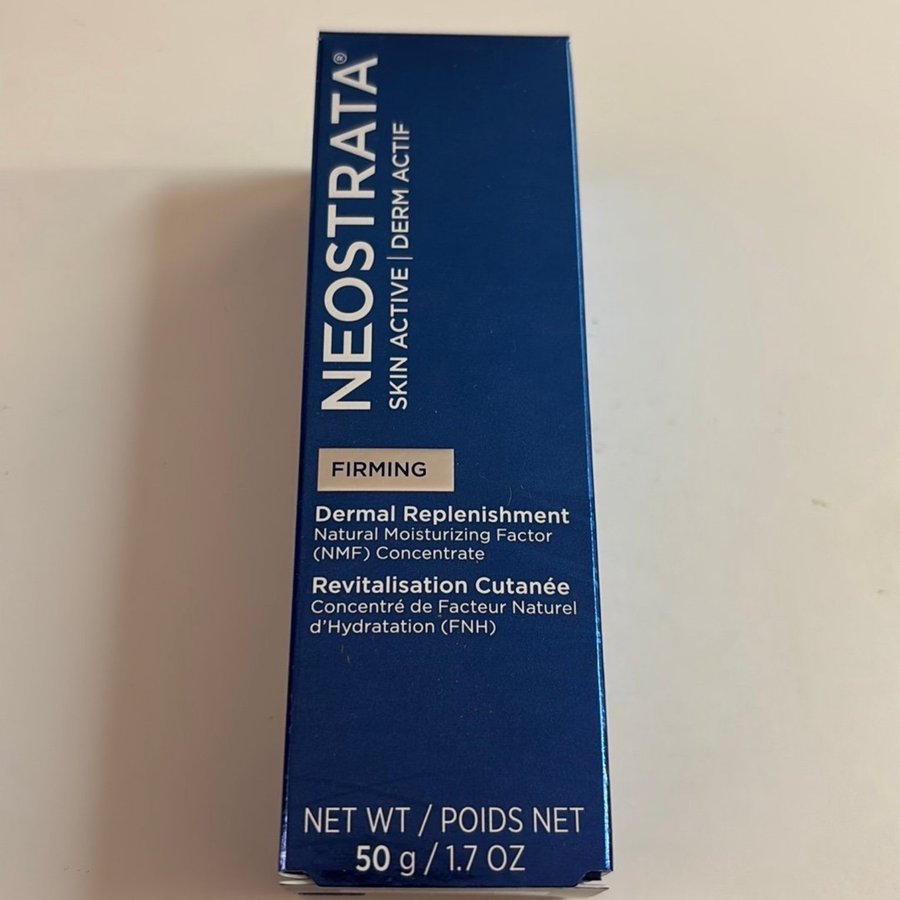 NEOSTRATA®
SKIN ACTIVE | DERM ACTIF
FIRMING
Dermal Replenishment
Natural Moisturizing Factor
(NMF) Concentrate
Revitalisation Cutanée
Concentré de Facteur Naturel
d'Hydratation (FNH)
NET WT / POIDS NET
50 g / 1.7 OZ